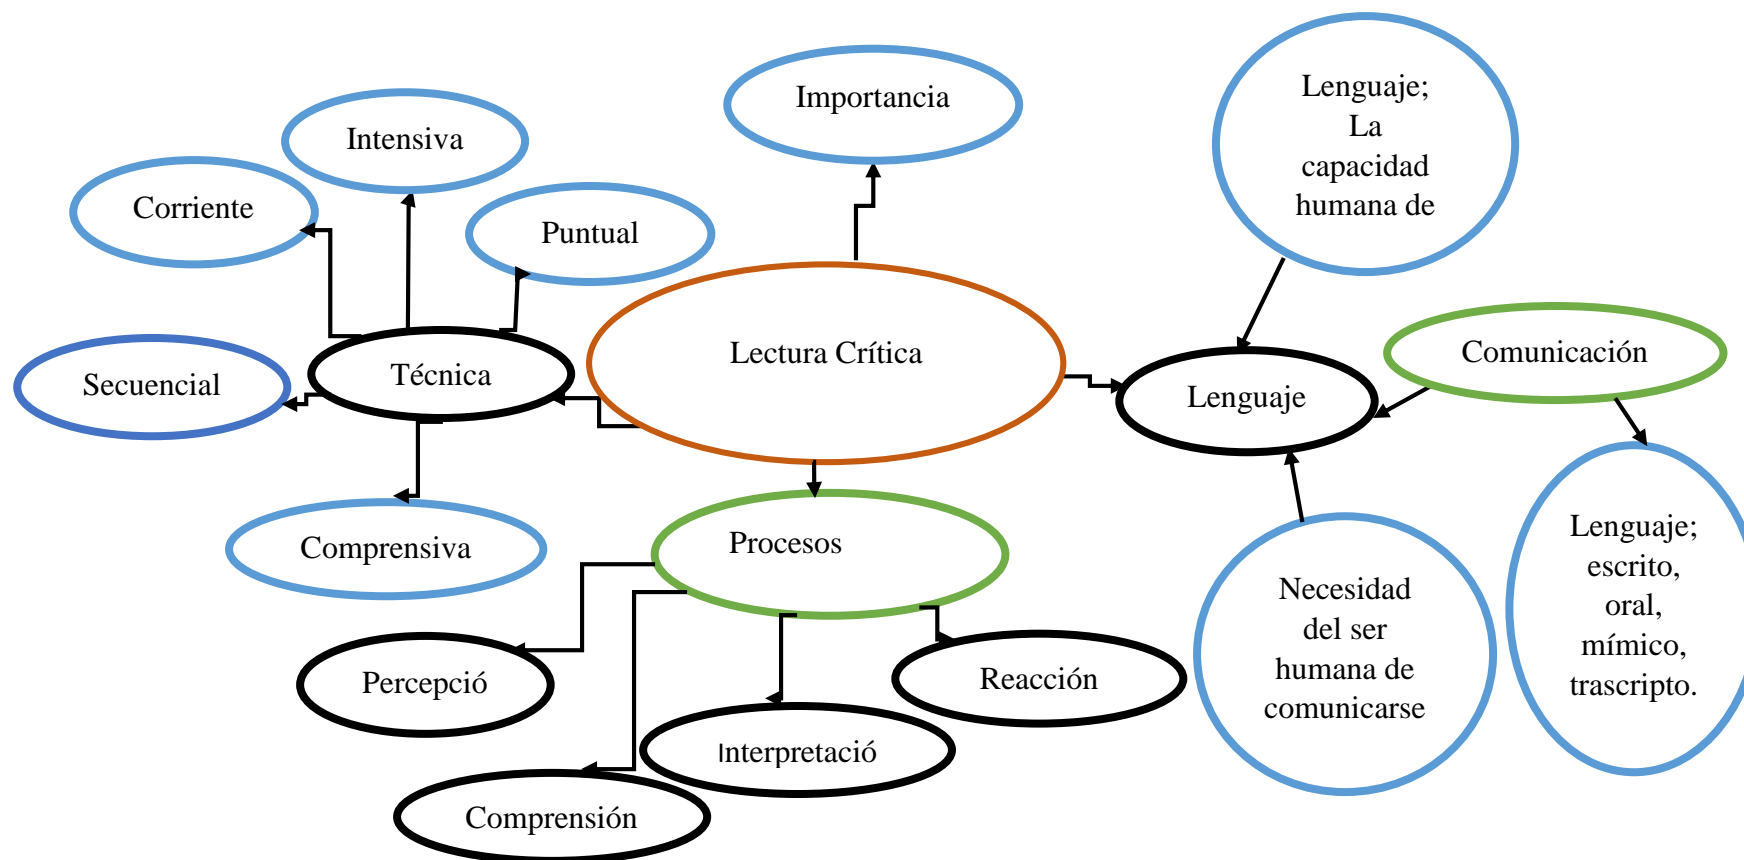 Importancia
Lenguaje;
La
capacidad
humana de
Intensiva
Corriente
Puntual
Lectura Crítica
Comunicación
Técnica
Secuencial
Lenguaje
Comprensiva
Procesos
Lenguaje;
escrito,
oral,
mímico,
trascripto.
Necesidad
del ser
humana de
comunicarse
Percepció
Reacción
Interpretació
Comprensión